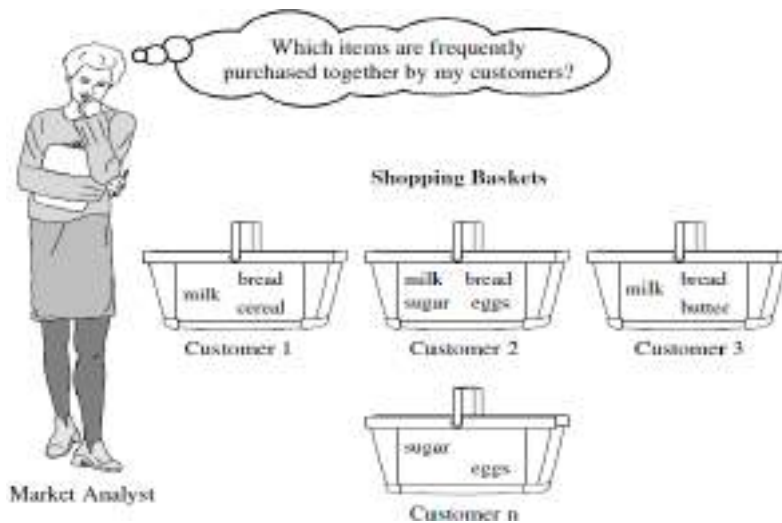 Which items are frequently
purchased together by my customers?
Shopping Baskets
milk bread
cereal
Customer 1
milk bread
sugar eggs
Customer 2
milk bread
butter
Customer 3
sugar
eggs
Customer n
Market Analyst